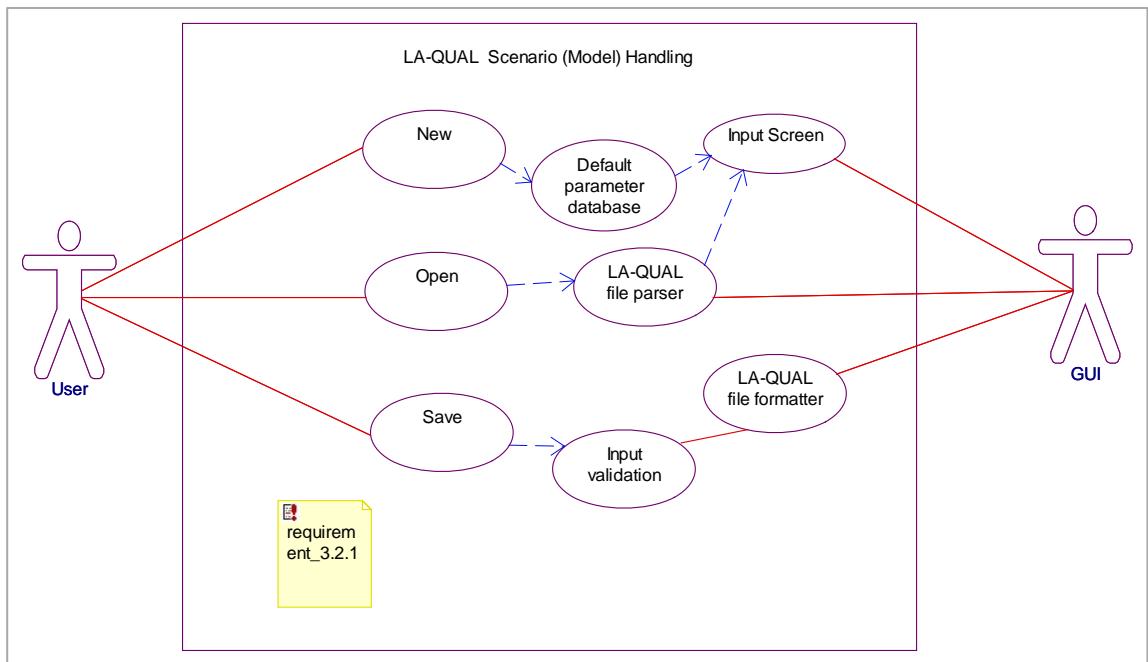 LA-QUAL  Scenario (Model) Handling
New
Input Screen
Default
parameter
database
Open
LA-QUAL
file parser
User
GUI
LA-QUAL
file formatter
Save
Input
validation
requirem
ent_3.2.1